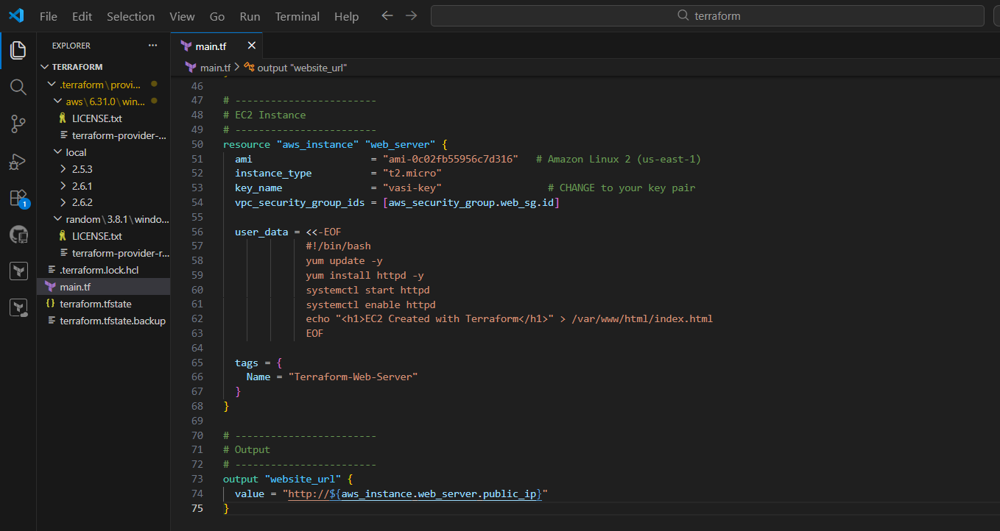 File Edit Selection View Go Run Terminal Help
terraform
EXPLORER
TERRAFORM
.terraform\provi...
aws\6.31.0\win...
LICENSE.txt
terraform-provider-...
local
2.5.3
2.6.1
2.6.2
random\3.8.1\windo...
LICENSE.txt
terraform-provider-r...
.terraform.lock.hcl
main.tf
terraform.tfstate
terraform.tfstate.backup
1
main.tf
main.tf > output "website_url"
46
47 # ------------------------
48 # EC2 Instance
49 # ------------------------
50 resource "aws_instance" "web_server" {
51 ami = "ami-0c02fb55956c7d316" # Amazon Linux 2 (us-east-1)
52 instance_type = "t2.micro"
53 key_name = "vasi-key" # CHANGE to your key pair
54 vpc_security_group_ids = [aws_security_group.web_sg.id]
55
56 user_data = <<-EOF
57 #!/bin/bash
58 yum update -y
59 yum install httpd -y
60 systemctl start httpd
61 systemctl enable httpd
62 echo "<h1>EC2 Created with Terraform</h1>" > /var/www/html/index.html
63 EOF
64
65 tags = {
66 Name = "Terraform-Web-Server"
67 }
68 }
69
70 # ------------------------
71 # Output
72 # ------------------------
73 output "website_url" {
74 value = "http://${aws_instance.web_server.public_ip}"
75 }